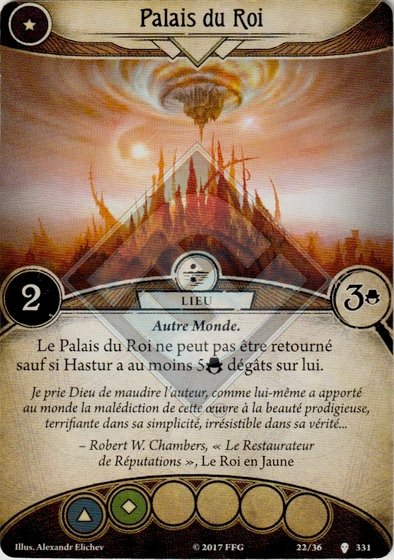 Palais du Roi
2
LIEU
3
Autre Monde.
Le Palais du Roi ne peut pas être retourné
sauf si Hastur a au moins 5 dégâts sur lui.
Je prie Dieu de maudire l'auteur, comme lui-même a apporté
au monde la malédiction de cette œuvre à la beauté prodigieuse,
terrifiante dans sa simplicité, irrésistible dans sa vérité...
– Robert W. Chambers, « Le Restaurateur
de Réputations », Le Roi en Jaune
Illus. Alexandr Elichev © 2017 FFG 22/36 331